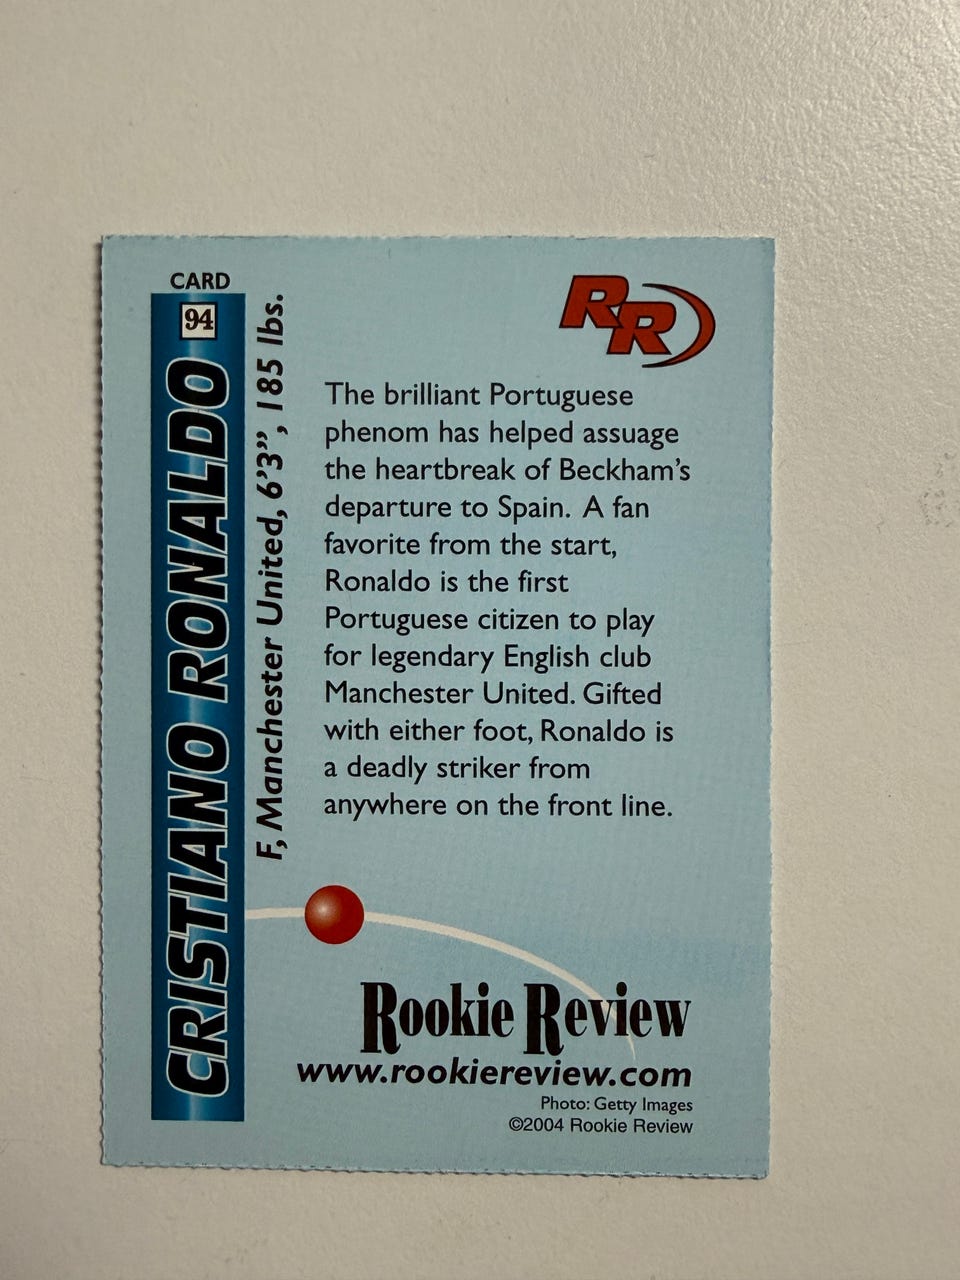 CARD
94
CRISTIANO RONALDO
F, Manchester United, 6’3”, 185 lbs.
RR
The brilliant Portuguese
phenom has helped assuage
the heartbreak of Beckham’s
departure to Spain. A fan
favorite from the start,
Ronaldo is the first
Portuguese citizen to play
for legendary English club
Manchester United. Gifted
with either foot, Ronaldo is
a deadly striker from
anywhere on the front line.
Rookie Review
www.rookiereview.com
Photo: Getty Images
©2004 Rookie Review